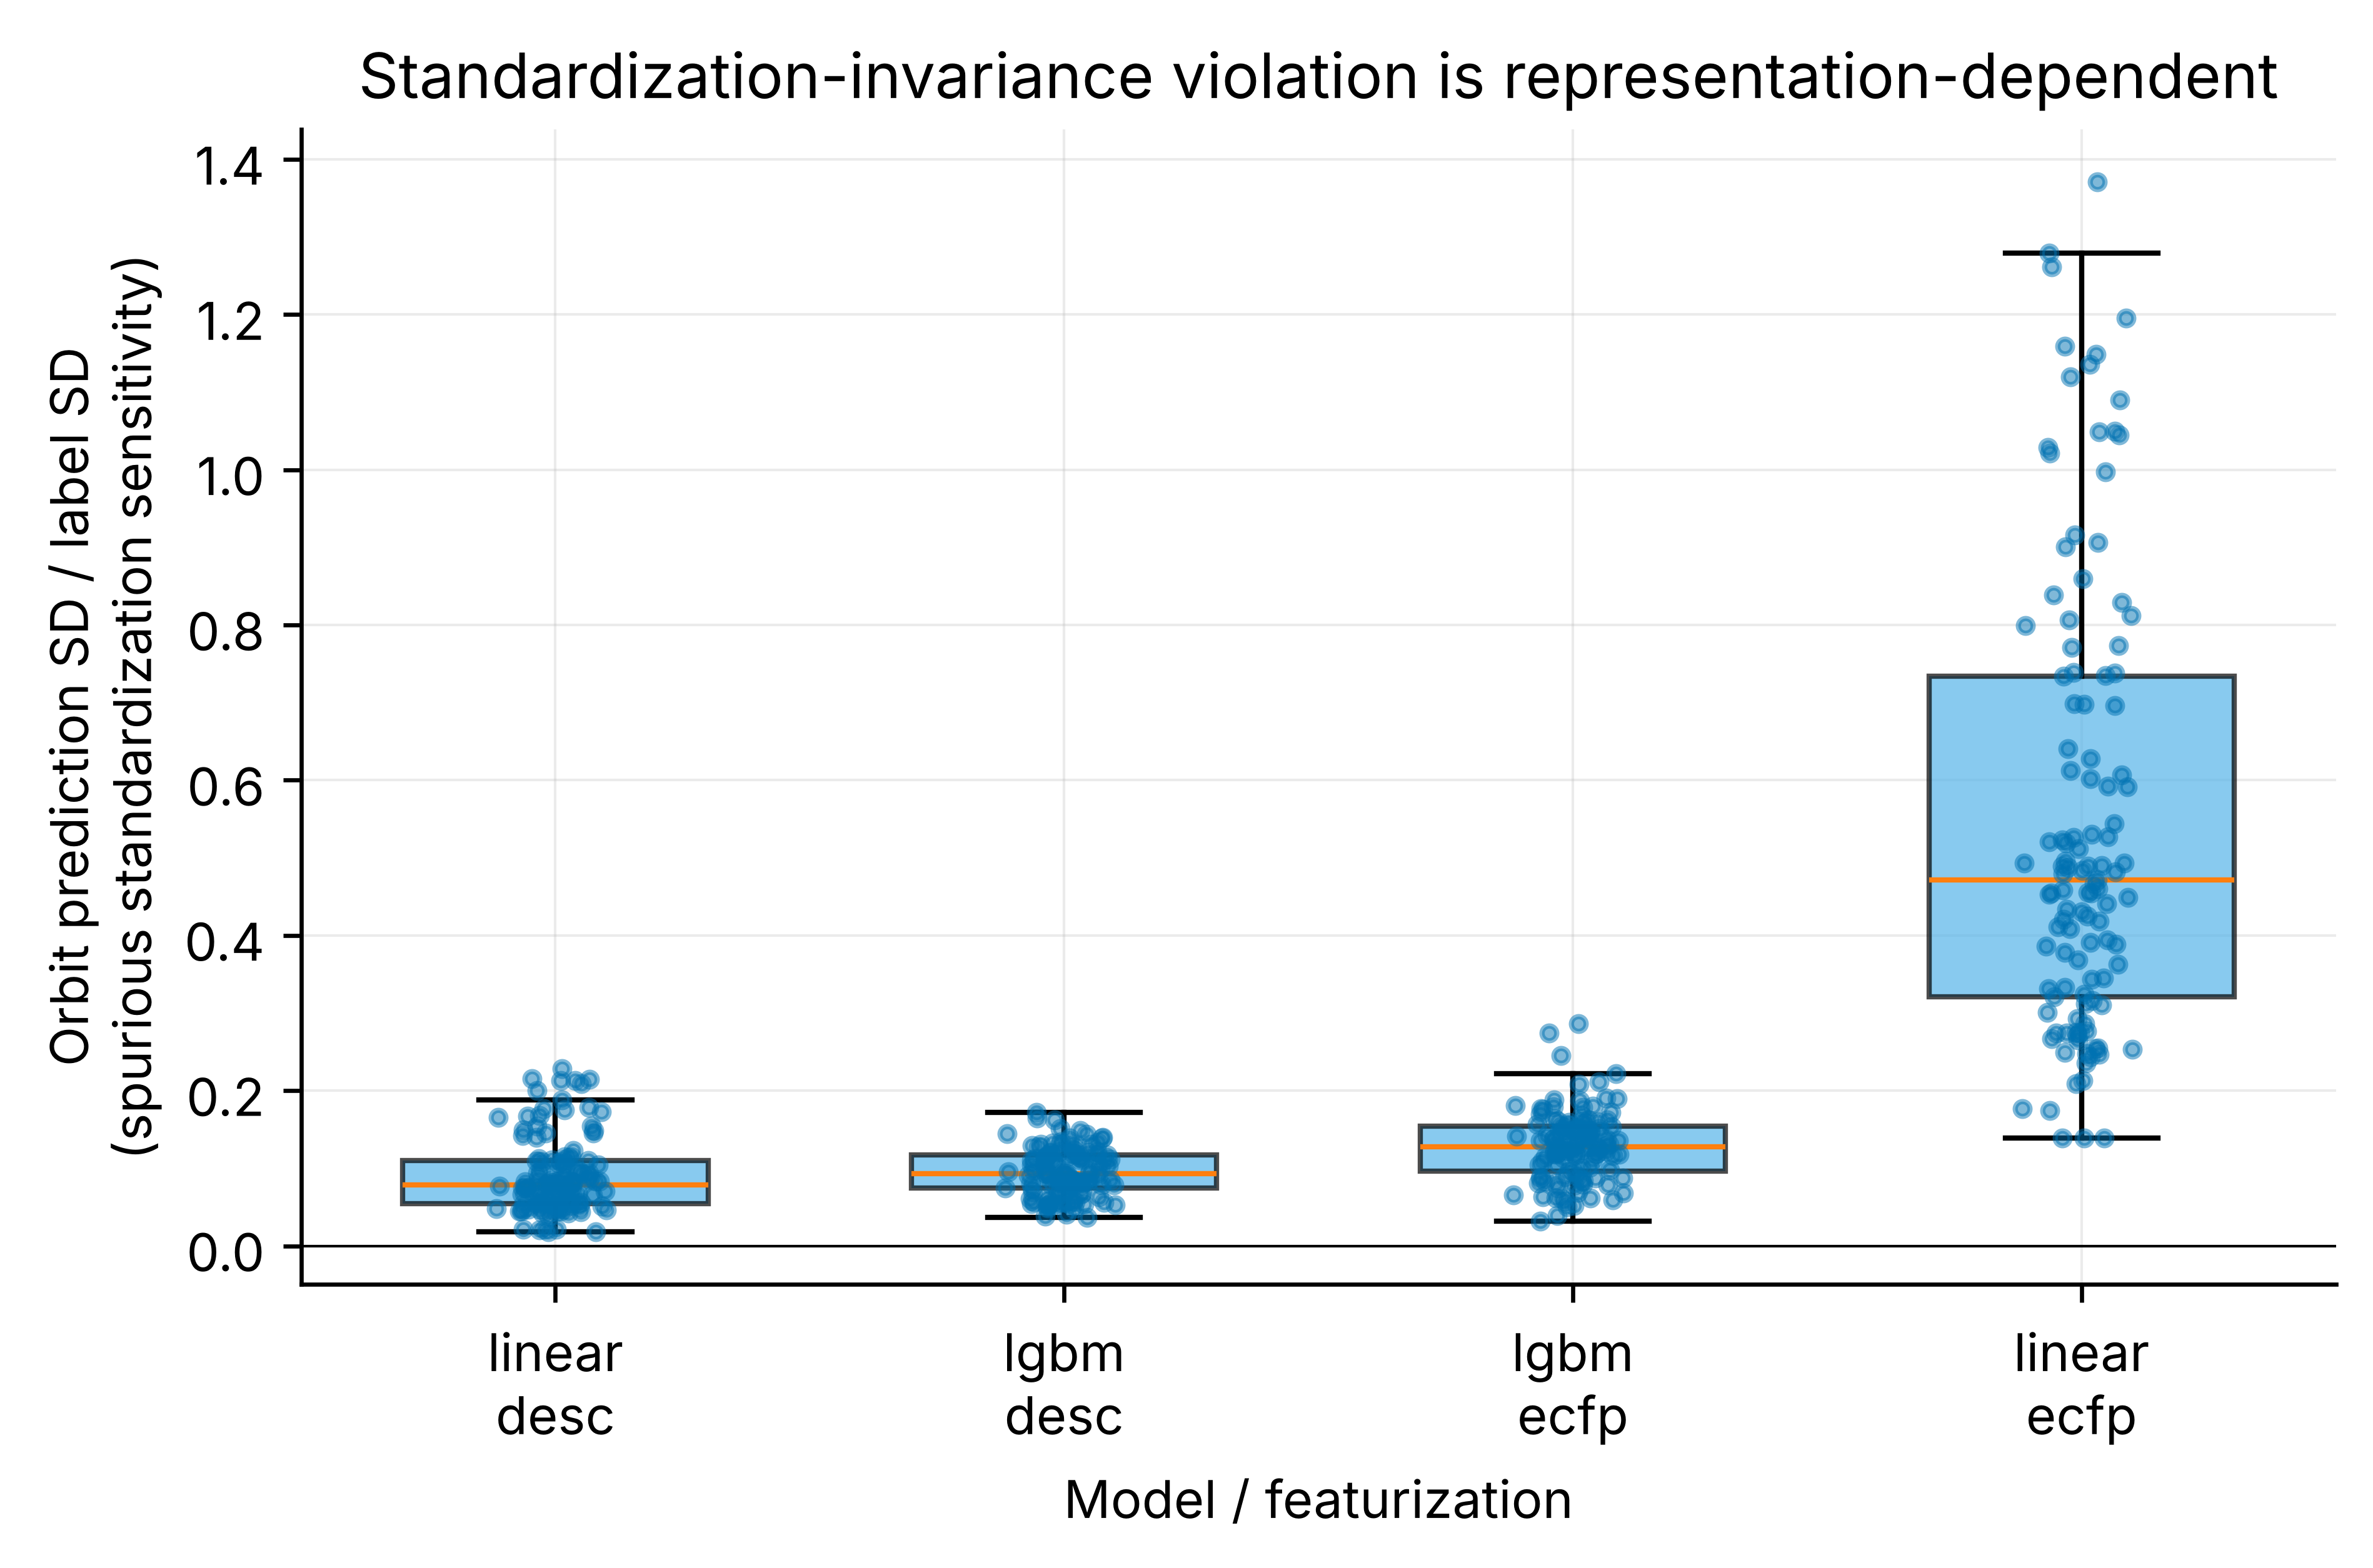 Standardization-invariance violation is representation-dependent
Orbit prediction SD / label SD
(spurious standardization sensitivity)
1.4
1.2
1.0
0.8
0.6
0.4
0.2
0.0
linear
desc
lgbm
desc
lgbm
ecfp
linear
ecfp
Model / featurization